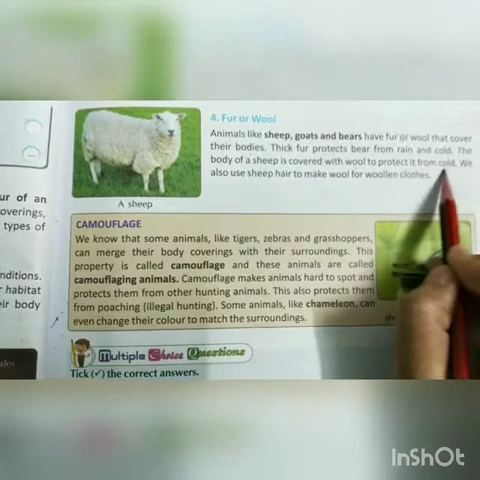 4. Fur or Wool
Animals like sheep, goats and bears have fur or wool that cover
their bodies. Thick fur protects bear from rain and cold. The
body of a sheep is covered with wool to protect it from cold. We
also use sheep hair to make wool for woollen clothes.
A sheep
ur of an
overings,
types of
nditions.
habitat
eir body
CAMOUFLAGE
We know that some animals, like tigers, zebras and grasshoppers,
can merge their body coverings with their surroundings. This
property is called camouflage and these animals are called
camouflaging animals. Camouflage makes animals hard to spot and
protects them from other hunting animals. This also protects them
from poaching (illegal hunting). Some animals, like chameleon, can
even change their colour to match the surroundings.
Multiple Choice Questions
Tick (✓) the correct answers.
InShOt